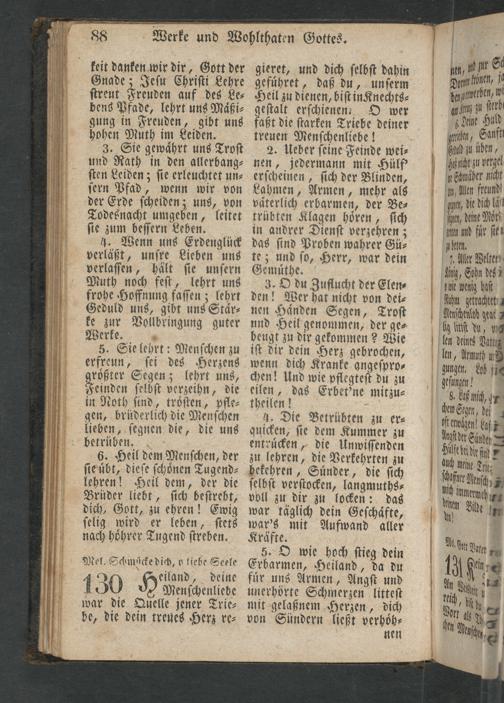 88 Werke und Wohlthaten Gottes.
keit danken wir dir, Gott der
Gnade; Jesu Christi Lehre
streut Freuden auf des Le-
bens Pfade, lehrt uns Mäßi-
gung in Freuden, gibt uns
hohen Muth im Leiden.
3. Sie gewährt uns Trost
und Rath in den allerbang-
sten Leiden; sie erleuchtet un-
sern Pfad, wenn wir von
der Erde scheiden; uns, von
Todesnacht umgeben, leitet
sie zum bessern Leben.
4. Wenn uns Erdenglück
verläßt, unsre Lieben uns
verlassen, hält sie unsern
Muth noch fest, lehrt uns
frohe Hoffnung fassen; lehrt
Geduld uns, gibt uns Stär-
ke zur Vollbringung guter
Werke.
5. Sie lehrt: Menschen zu
erfreun, sei des Herzens
größter Segen; lehrt uns,
Feinden selbst verzeihn, die
in Noth sind, trösten, pfle-
gen, brüderlich die Menschen
lieben, segnen die, die uns
betrüben.
6. Heil dem Menschen, der
sie übt, diese schönen Tugend-
lehren! Heil dem, der die
Brüder liebt, sich bestrebt,
dich, Gott, zu ehren! Ewig
selig wird er leben, stets
nach höhrer Tugend streben.
Mel. Schmücke dich, o liebe Seele
130 Heiland, deine
Menschenliebe
war die Quelle jener Trie-
be, die dein treues Herz re-
gieret, und dich selbst dahin
geführet, daß du, unserm
Heil zu dienen, bist in Knechts-
gestalt erschienen. O wer
faßt die starken Triebe deiner
treuen Menschenliebe!
2. Ueber seine Feinde wei-
nen, jedermann mit Hülf'
erscheinen, sich der Blinden,
Lahmen, Armen, mehr als
väterlich erbarmen, der Be-
trübten Klagen hören, sich
in andrer Dienst verzehren;
das sind Proben wahrer Gü-
te; und so, Herr, war dein
Gemüthe.
3. O du Zuflucht der Elen-
den! Wer hat nicht von dei-
nen Händen Segen, Trost
und Heil genommen, der ge-
beugt zu dir gekommen? Wie
ist dir dein Herz gebrochen,
wenn dich Kranke angespro-
chen! Und wie pflegtest du zu
eilen, das Erbet'ne mitzu-
theilen!
4. Die Betrübten zu er-
quicken, sie dem Kummer zu
entrücken, die Unwissenden
zu lehren, die Verkehrten zu
bekehren, Sünder, die sich
selbst verstocken, langmuths-
voll zu dir zu locken: das
war täglich dein Geschäfte,
war's mit Aufwand aller
Kräfte.
5. O wie hoch stieg dein
Erbarmen, Heiland, da du
für uns Armen, Angst und
unerhörte Schmerzen littest
mit gelaßnem Herzen, dich
von Sündern ließt verhöh-
nen